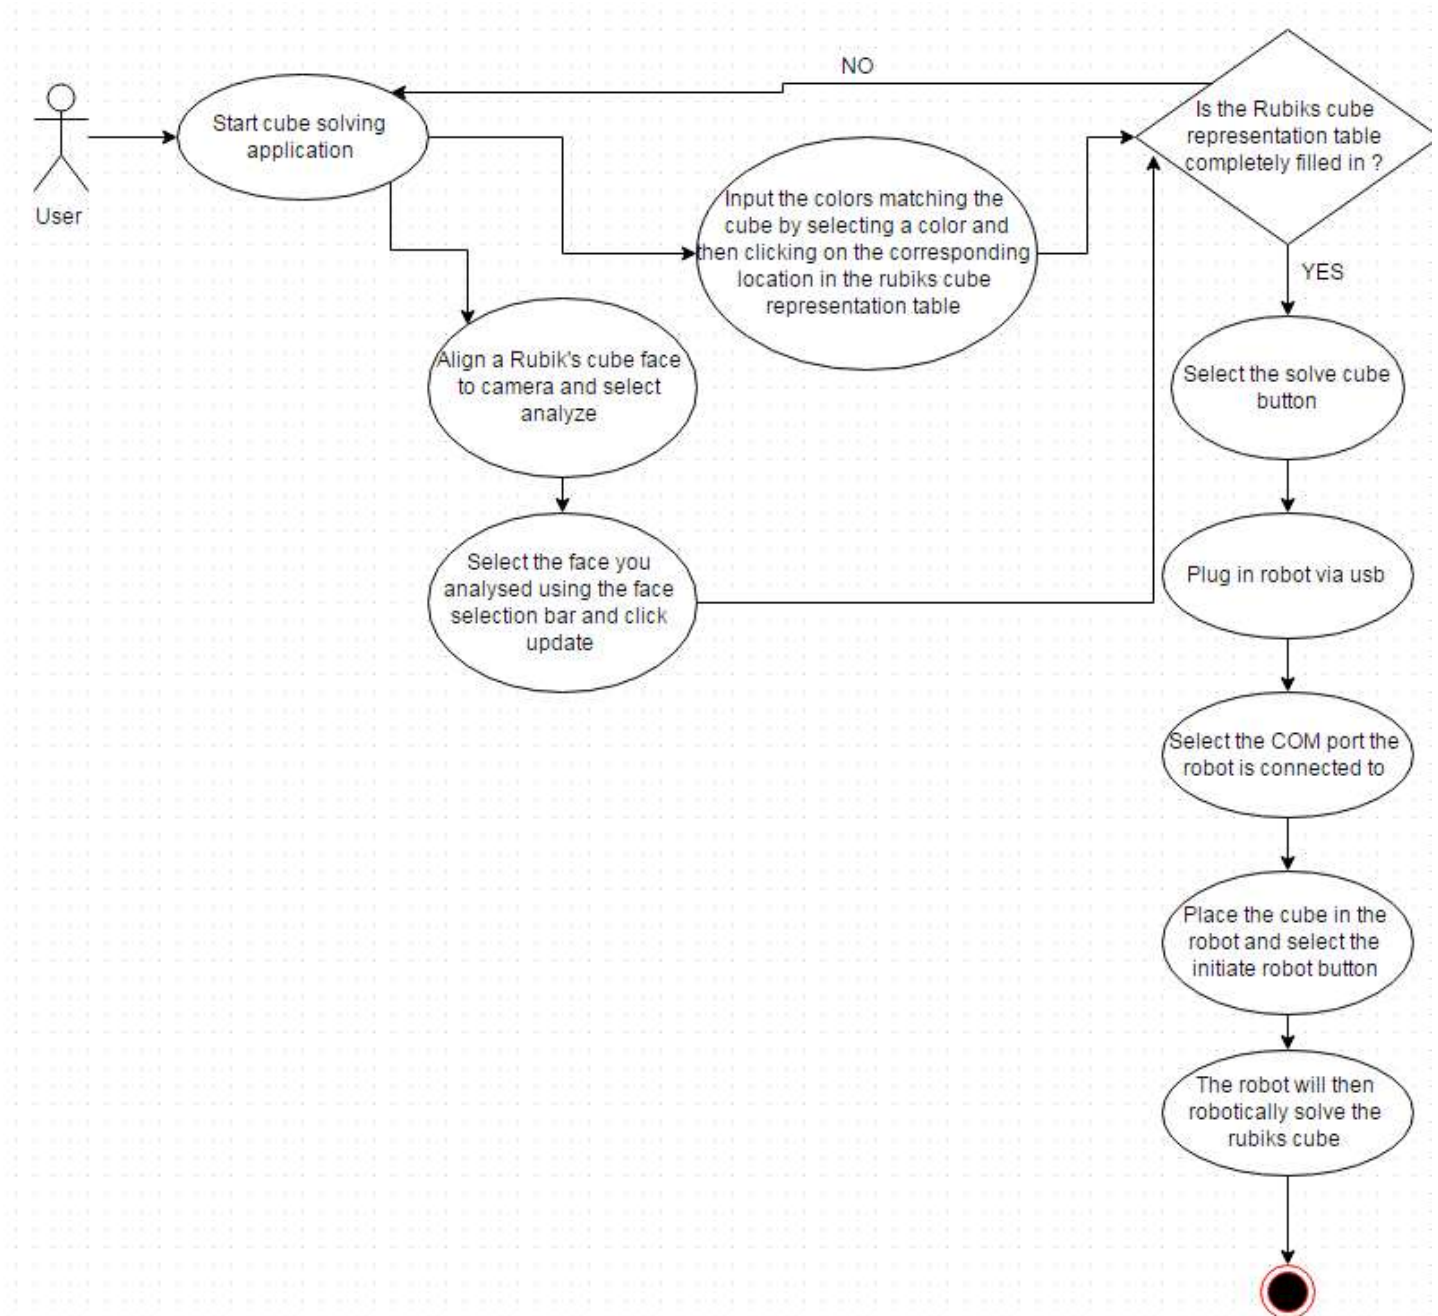 NO
Start cube solving
application
User
Is the Rubiks cube
representation table
completely filled in ?
Input the colors matching the
cube by selecting a color and
then clicking on the corresponding
location in the rubiks cube
representation table
YES
Align a Rubik's cube face
to camera and select
analyze
Select the solve cube
button
Select the face you
analysed using the face
selection bar and click
update
Plug in robot via usb
Select the COM port the
robot is connected to
Place the cube in the
robot and select the
initiate robot button
The robot will then
robotically solve the
rubiks cube